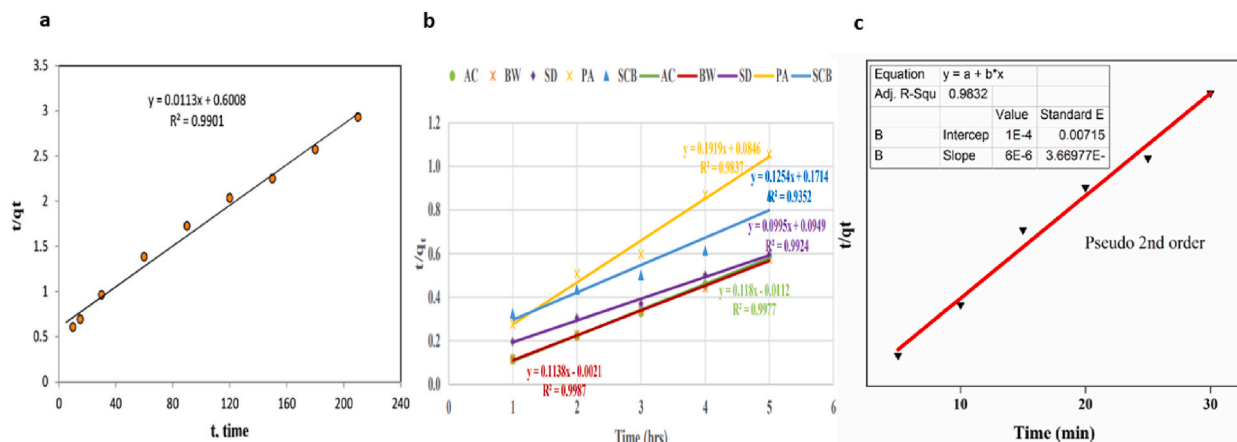 a
t/qt
3.5
3
2.5
2
1.5
1
0.5
0
y = 0.0113x + 0.6008
R² = 0.9901
0 40 80 120 160 200 240
t. time
b
AC BW SD PA SCB AC BW SD PA SCB
t/qt
1.2
1.0
0.8
0.6
0.4
0.2
0.0
y = 0.1919x + 0.0846
R² = 0.9837
y = 0.1254x + 0.1714
R² = 0.9352
y = 0.0995x + 0.0949
R² = 0.9924
y = 0.118x - 0.0112
R² = 0.9977
y = 0.1138x - 0.0021
R² = 0.9987
0 1 2 3 4 5 6
Time (hrs)
c
Equation y = a + b*x
Adj. R-Squ 0.9832
Value Standard E
B Intercep 1E-4 0.00715
B Slope 6E-6 3.66977E-
t/qt
Pseudo 2nd order
10 20 30
Time (min)